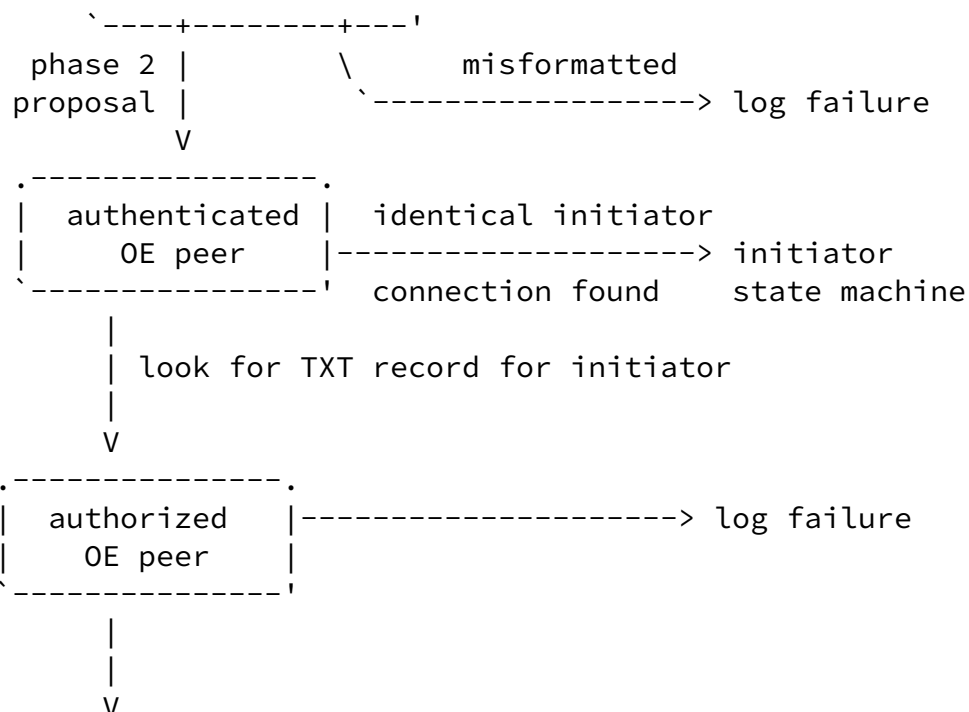 `----+--------+---'
phase 2 | \ misformatted
proposal | `------------------> log failure
V
.----------------.
| authenticated | identical initiator
| OE peer |--------------------> initiator
`----------------' connection found state machine
|
| look for TXT record for initiator
|
V
.---------------.
| authorized |---------------------> log failure
| OE peer |
`---------------'
|
|
V